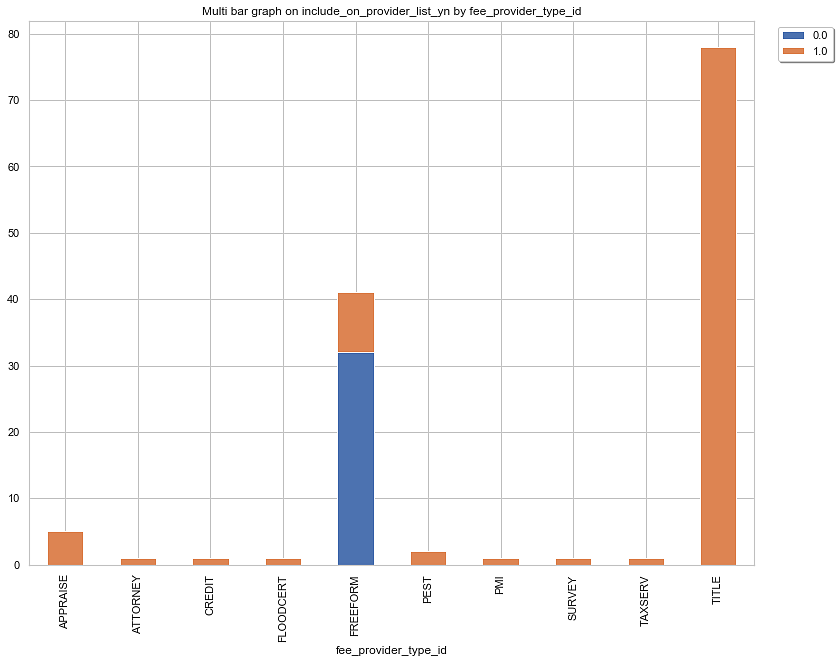 Multi bar graph on include_on_provider_list_yn by fee_provider_type_id
0.0
1.0
80
70
60
50
40
30
20
10
0
APPRAISE
ATTORNEY
CREDIT
FLOODCERT
FREEFORM
PEST
PMI
SURVEY
TAXSERV
TITLE
fee_provider_type_id